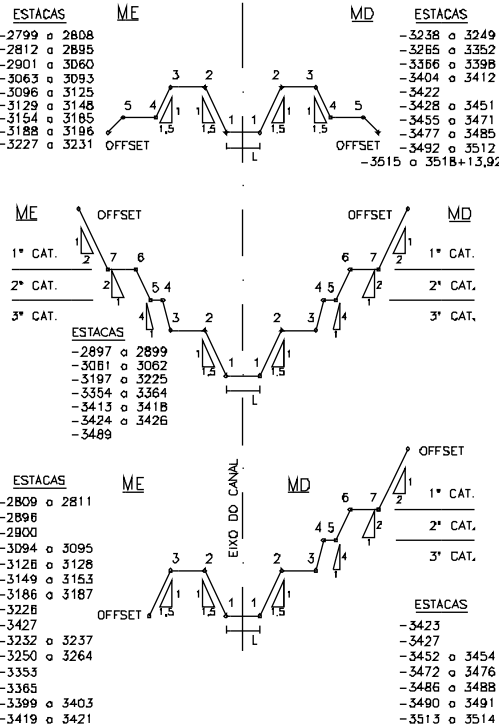 ESTACAS
-2799 a 2808
-2812 a 2895
-2901 a 3060
-3063 a 3093
-3096 a 3125
-3129 a 3148
-3154 a 3185
-3188 a 3196
-3227 a 3231
ME
MD
ESTACAS
-3238 a 3249
-3265 a 3352
-3366 a 3398
-3404 a 3412
-3422
-3428 a 3451
-3455 a 3471
-3477 a 3485
-3492 a 3512
-3515 a 3518+13,92
5 4 3 2 1 1 2 3 4 5
1 1,5 1 1,5 1 1,5 1 1,5
OFFSET
L
OFFSET
ME
OFFSET
OFFSET
MD
1ª CAT.
2ª CAT.
3ª CAT.
1 2
7 6 5 4 3 2 1 1 2 3 4 5 6 7
2 1 4 1 1 1,5 1 1,5 4 1 2 1
1 2
1ª CAT.
2ª CAT.
3ª CAT.
L
ESTACAS
-2897 a 2899
-3061 a 3062
-3197 a 3225
-3354 a 3364
-3413 a 3418
-3424 a 3426
-3489
EIXO DO CANAL
ESTACAS
-2809 a 2811
-2896
-2900
-3094 a 3095
-3126 a 3128
-3149 a 3153
-3186 a 3187
-3226
-3427
-3232 a 3237
-3250 a 3264
-3353
-3365
-3399 a 3403
-3419 a 3421
ME
MD
OFFSET
1 2
1ª CAT.
2ª CAT.
3ª CAT.
3 2 1 1 2 3 4 5 6 7
1 1,5 1 1,5 1 1,5 4 1 2 1
OFFSET
L
ESTACAS
-3423
-3427
-3452 a 3454
-3472 a 3476
-3486 a 3488
-3490 a 3491
-3513 a 3514